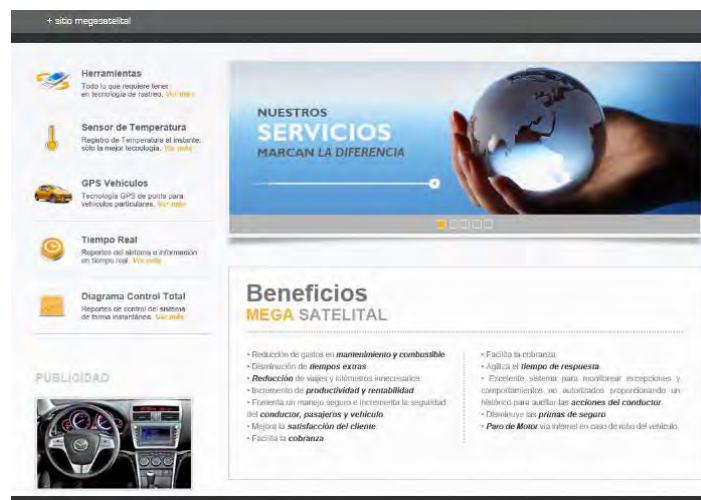 + sitio megasatelital
Herramientas
Todo lo que requiere tener
en tecnología de rastreo. Ver más
Sensor de Temperatura
Registro de Temperatura al instante,
sólo la mejor tecnología. Ver más
GPS Vehículos
Tecnología GPS de punta para
vehículos particulares. Ver más
Tiempo Real
Reportes del sistema e información
en tiempo real. Ver más
Diagrama Control Total
Reportes de control del sistema
de forma instantánea. Ver más
PUBLICIDAD
NUESTROS
SERVICIOS
MARCAN LA DIFERENCIA
Beneficios
MEGA SATELITAL
• Reducción de gastos en mantenimiento y combustible
• Disminución de tiempos extras
• Reducción de viajes y kilómetros innecesarios
• Incremento de productividad y rentabilidad
• Fomenta un manejo seguro e incrementa la seguridad
del conductor, pasajeros y vehículo
• Mejora la satisfacción del cliente
• Facilita la cobranza
• Facilita la cobranza
• Agiliza el tiempo de respuesta
• Excelente sistema para monitorear excepciones y
comportamientos no autorizados proporcionando un
histórico para auxiliar las acciones del conductor
• Disminuye las primas de seguro
• Paro de Motor vía internet en caso de robo del vehículo